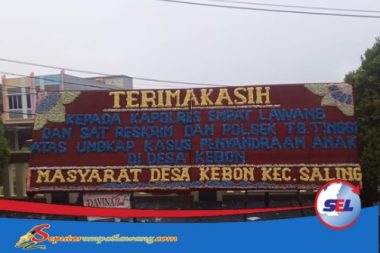 TERIMAKASIH
KEPADA KAPOLRES EMPAT LAWANG
DAN SAT RESKRIM DAN POLSEK TB. TINGGI
ATAS UNGKAP KASUS PENYANDRAAN ANAK
DI DESA KEBON
MASYARAT DESA KEBON KEC. SALING
DAVINA
SEL
Seputarempatlawang.com